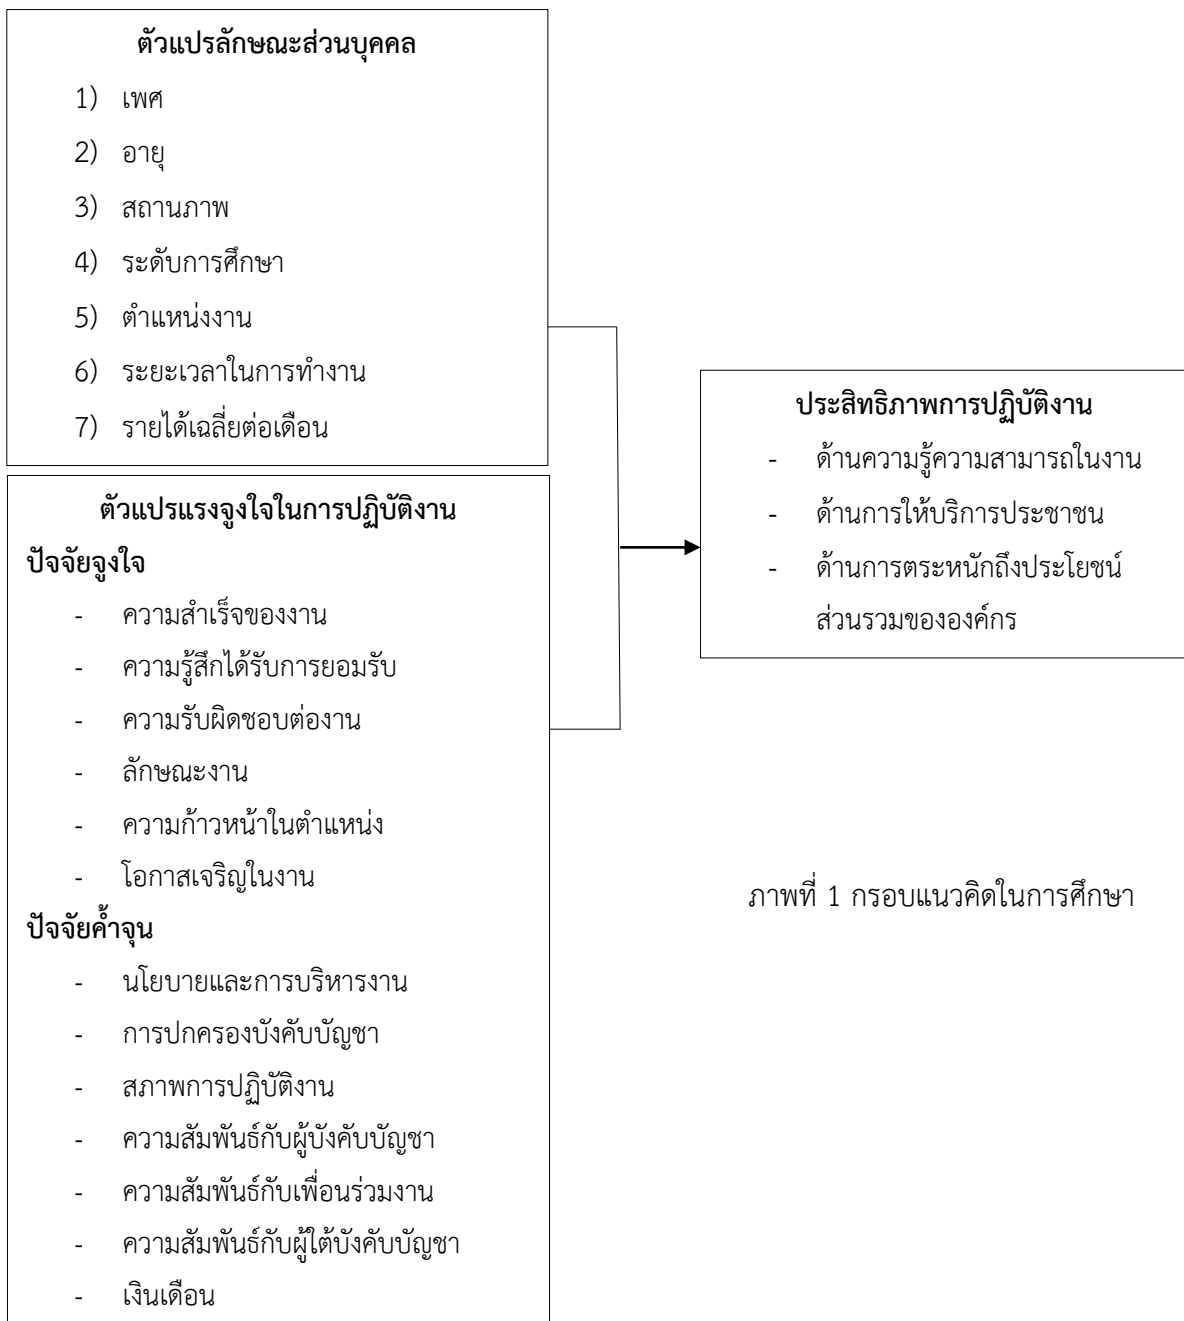 ตัวแปรลักษณะส่วนบุคคล
1) เพศ
2) อายุ
3) สถานภาพ
4) ระดับการศึกษา
5) ตำแหน่งงาน
6) ระยะเวลาในการทำงาน
7) รายได้เฉลี่ยต่อเดือน
ตัวแปรแรงจูงใจในการปฏิบัติงาน
ปัจจัยจูงใจ
- ความสำเร็จของงาน
- ความรู้สึกได้รับการยอมรับ
- ความรับผิดชอบต่องาน
- ลักษณะงาน
- ความก้าวหน้าในตำแหน่ง
- โอกาสเจริญในงาน
ปัจจัยค้ำจุน
- นโยบายและการบริหารงาน
- การปกครองบังคับบัญชา
- สภาพการปฏิบัติงาน
- ความสัมพันธ์กับผู้บังคับบัญชา
- ความสัมพันธ์กับเพื่อนร่วมงาน
- ความสัมพันธ์กับผู้ใต้บังคับบัญชา
- เงินเดือน
ประสิทธิภาพการปฏิบัติงาน
- ด้านความรู้ความสามารถในงาน
- ด้านการให้บริการประชาชน
- ด้านการตระหนักถึงประโยชน์
ส่วนรวมขององค์กร
ภาพที่ 1 กรอบแนวคิดในการศึกษา